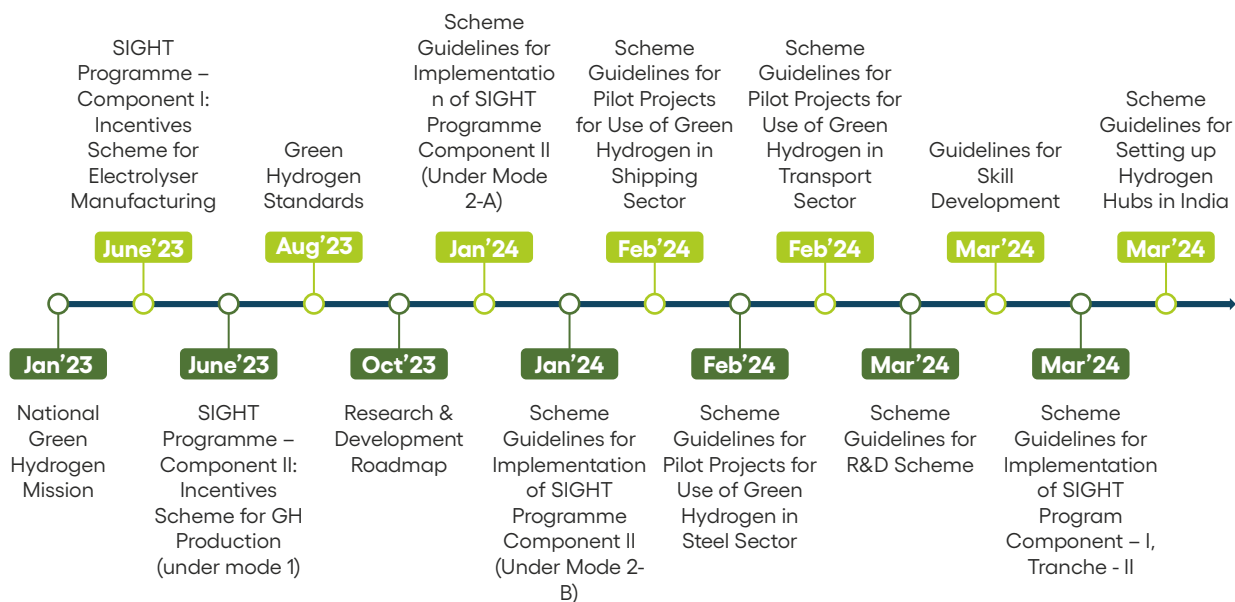 SIGHT
Programme –
Component I:
Incentives
Scheme for
Electrolyser
Manufacturing
June’23
Green
Hydrogen
Standards
Aug’23
Scheme
Guidelines for
Implementatio
n of SIGHT
Programme
Component II
(Under Mode
2-A)
Jan’24
Scheme
Guidelines for
Pilot Projects
for Use of Green
Hydrogen in
Shipping
Sector
Feb’24
Scheme
Guidelines for
Pilot Projects for
Use of Green
Hydrogen in
Transport
Sector
Feb’24
Guidelines for
Skill
Development
Mar’24
Scheme
Guidelines for
Setting up
Hydrogen
Hubs in India
Mar’24
Jan’23
National
Green
Hydrogen
Mission
June’23
SIGHT
Programme –
Component II:
Incentives
Scheme for GH
Production
(under mode 1)
Oct’23
Research &
Development
Roadmap
Jan’24
Scheme
Guidelines for
Implementation
of SIGHT
Programme
Component II
(Under Mode 2-
B)
Feb’24
Scheme
Guidelines for
Pilot Projects for
Use of Green
Hydrogen in
Steel Sector
Mar’24
Scheme
Guidelines for
R&D Scheme
Mar’24
Scheme
Guidelines for
Implementation
of SIGHT
Program
Component – I,
Tranche - II